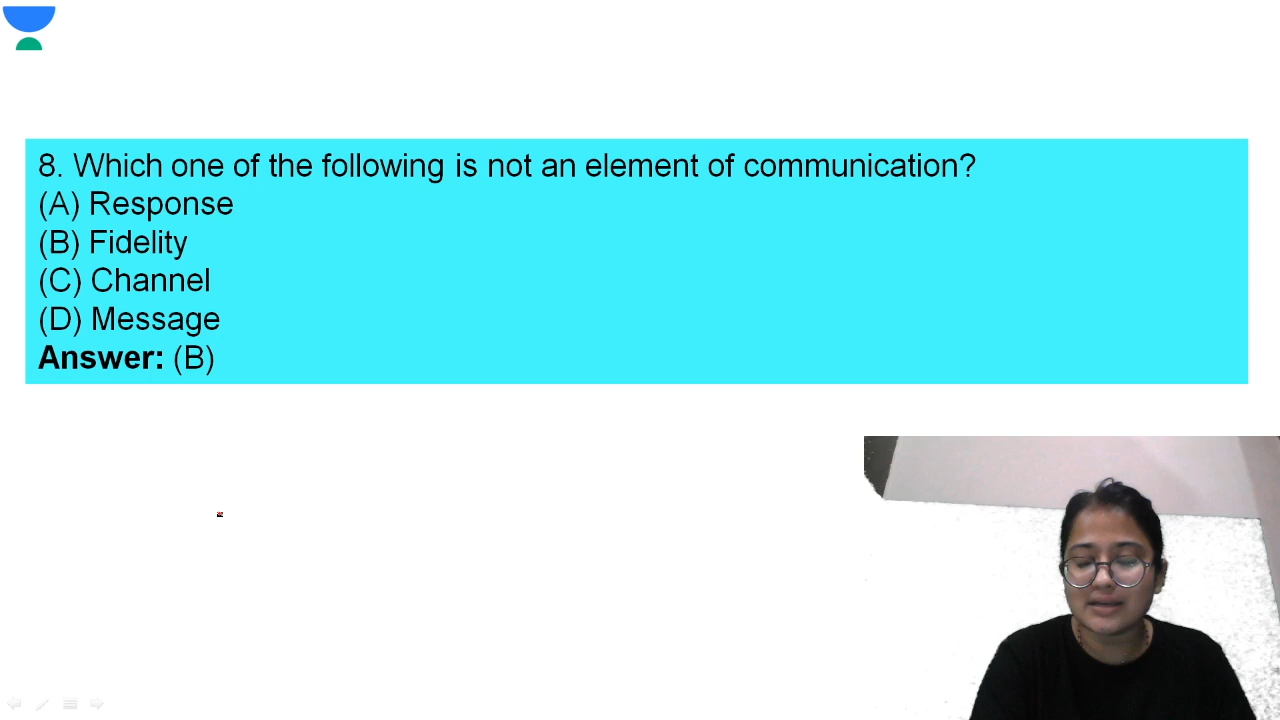 8. Which one of the following is not an element of communication?
(A) Response
(B) Fidelity
(C) Channel
(D) Message
Answer: (B)